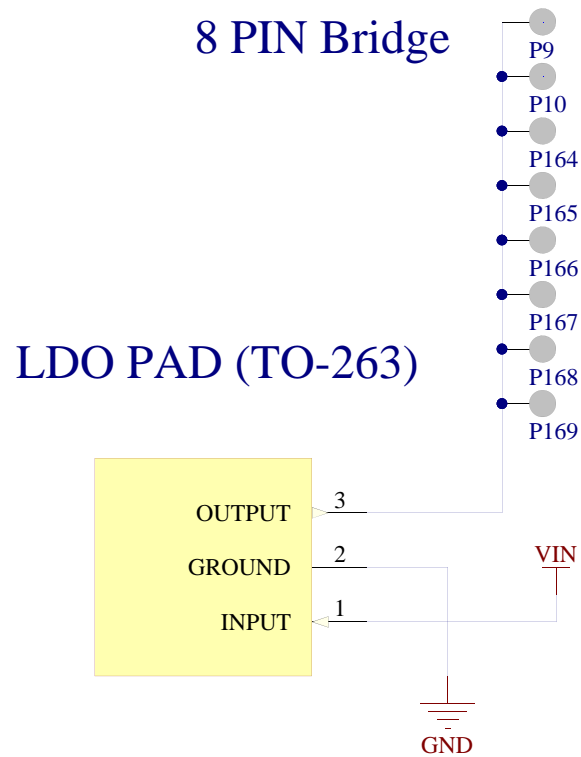 8 PIN Bridge
P9
P10
P164
P165
P166
P167
P168
P169
LDO PAD (TO-263)
OUTPUT 3
GROUND 2
INPUT 1
VIN
GND